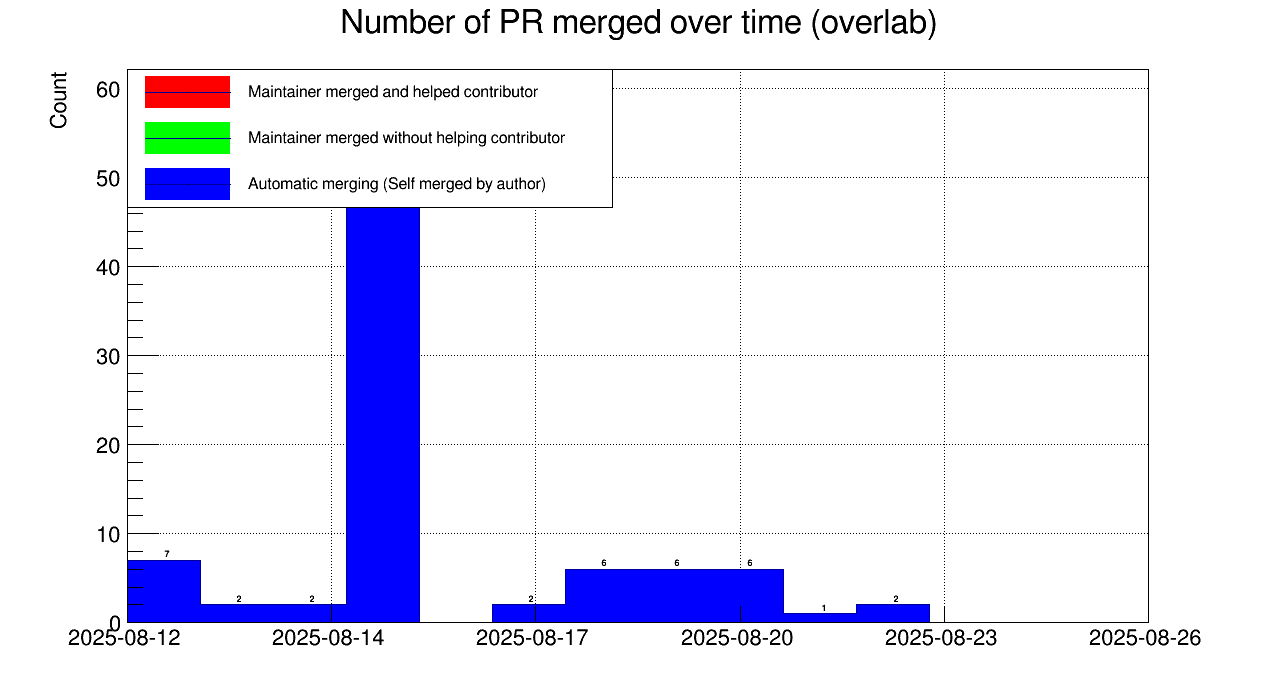 Number of PR merged over time (overlab)
Count
60
50
40
30
20
10
0
Maintainer merged and helped contributor
Maintainer merged without helping contributor
Automatic merging (Self merged by author)
7
2
2
2
6
6
6
1
2
2025-08-12 2025-08-14 2025-08-17 2025-08-20 2025-08-23 2025-08-26